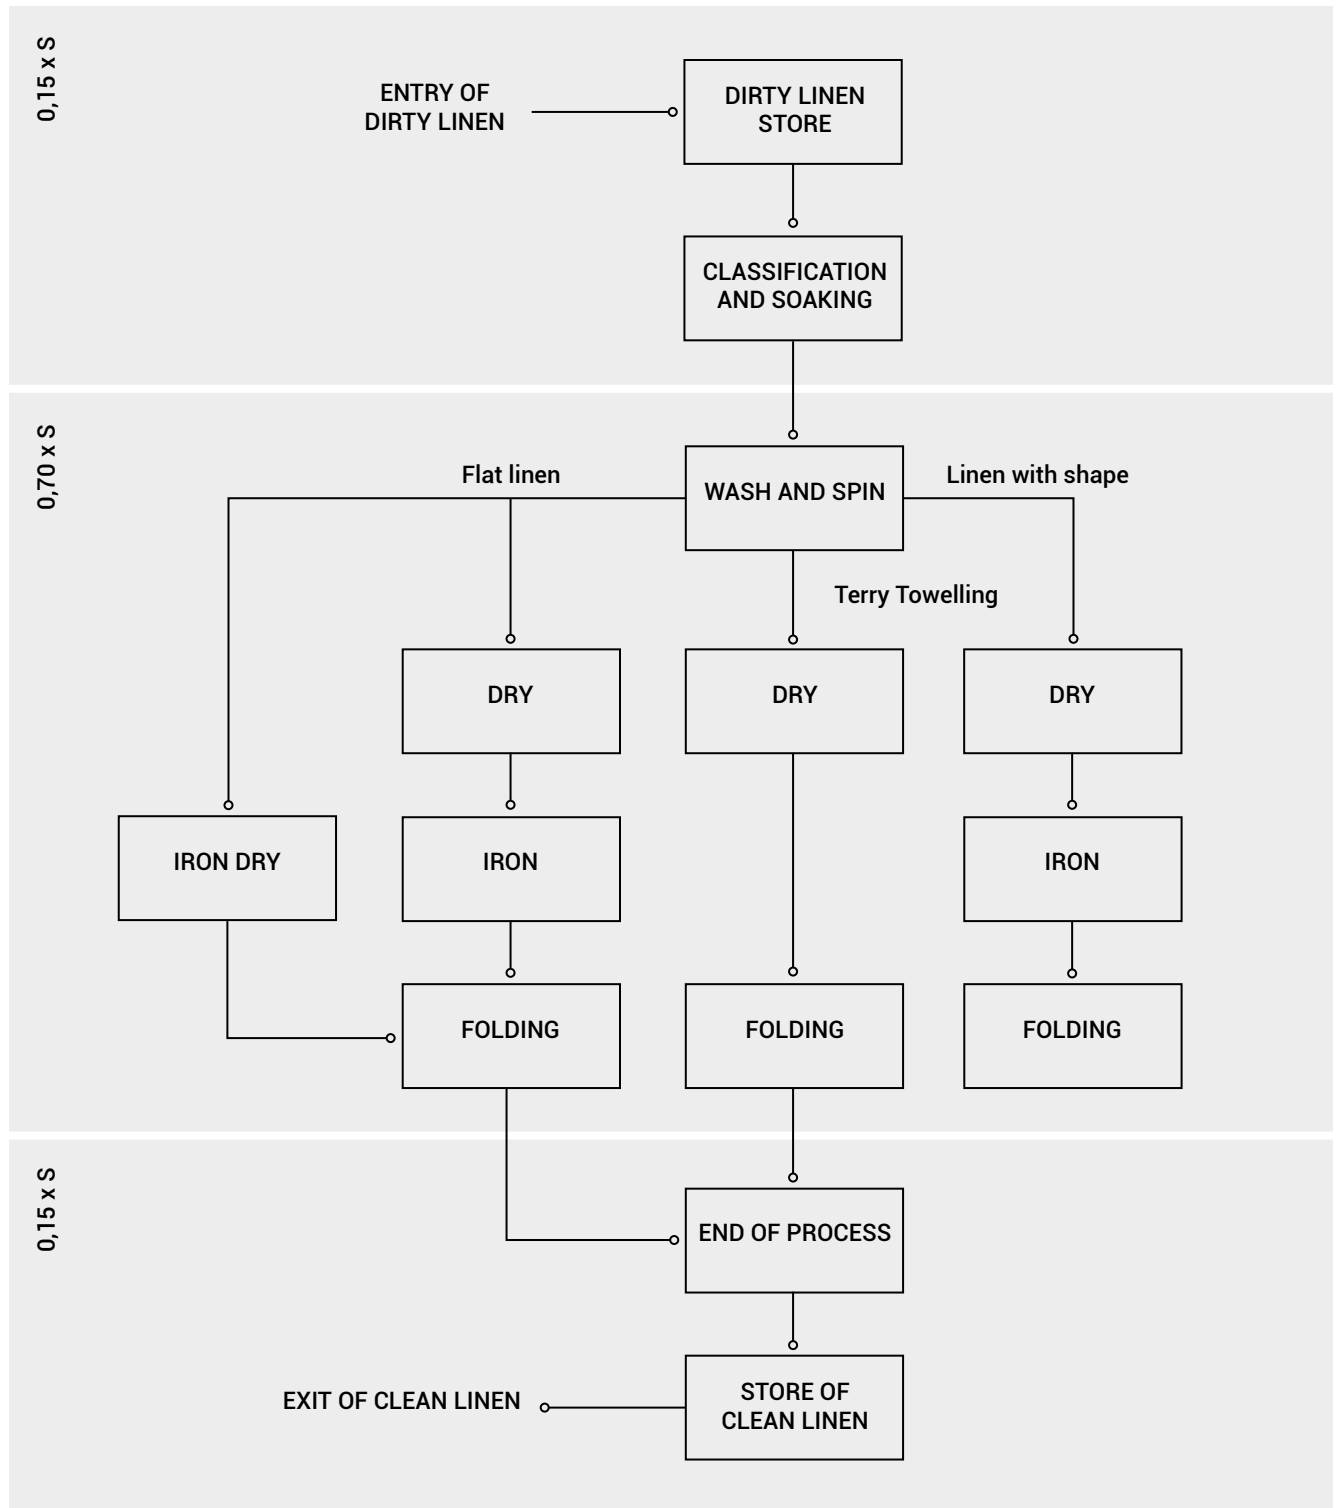 0,15 x S
ENTRY OF
DIRTY LINEN
DIRTY LINEN
STORE
CLASSIFICATION
AND SOAKING
0,70 x S
Flat linen
WASH AND SPIN
Linen with shape
Terry Towelling
DRY
DRY
DRY
IRON DRY
IRON
IRON
FOLDING
FOLDING
FOLDING
0,15 x S
END OF PROCESS
EXIT OF CLEAN LINEN
STORE OF
CLEAN LINEN